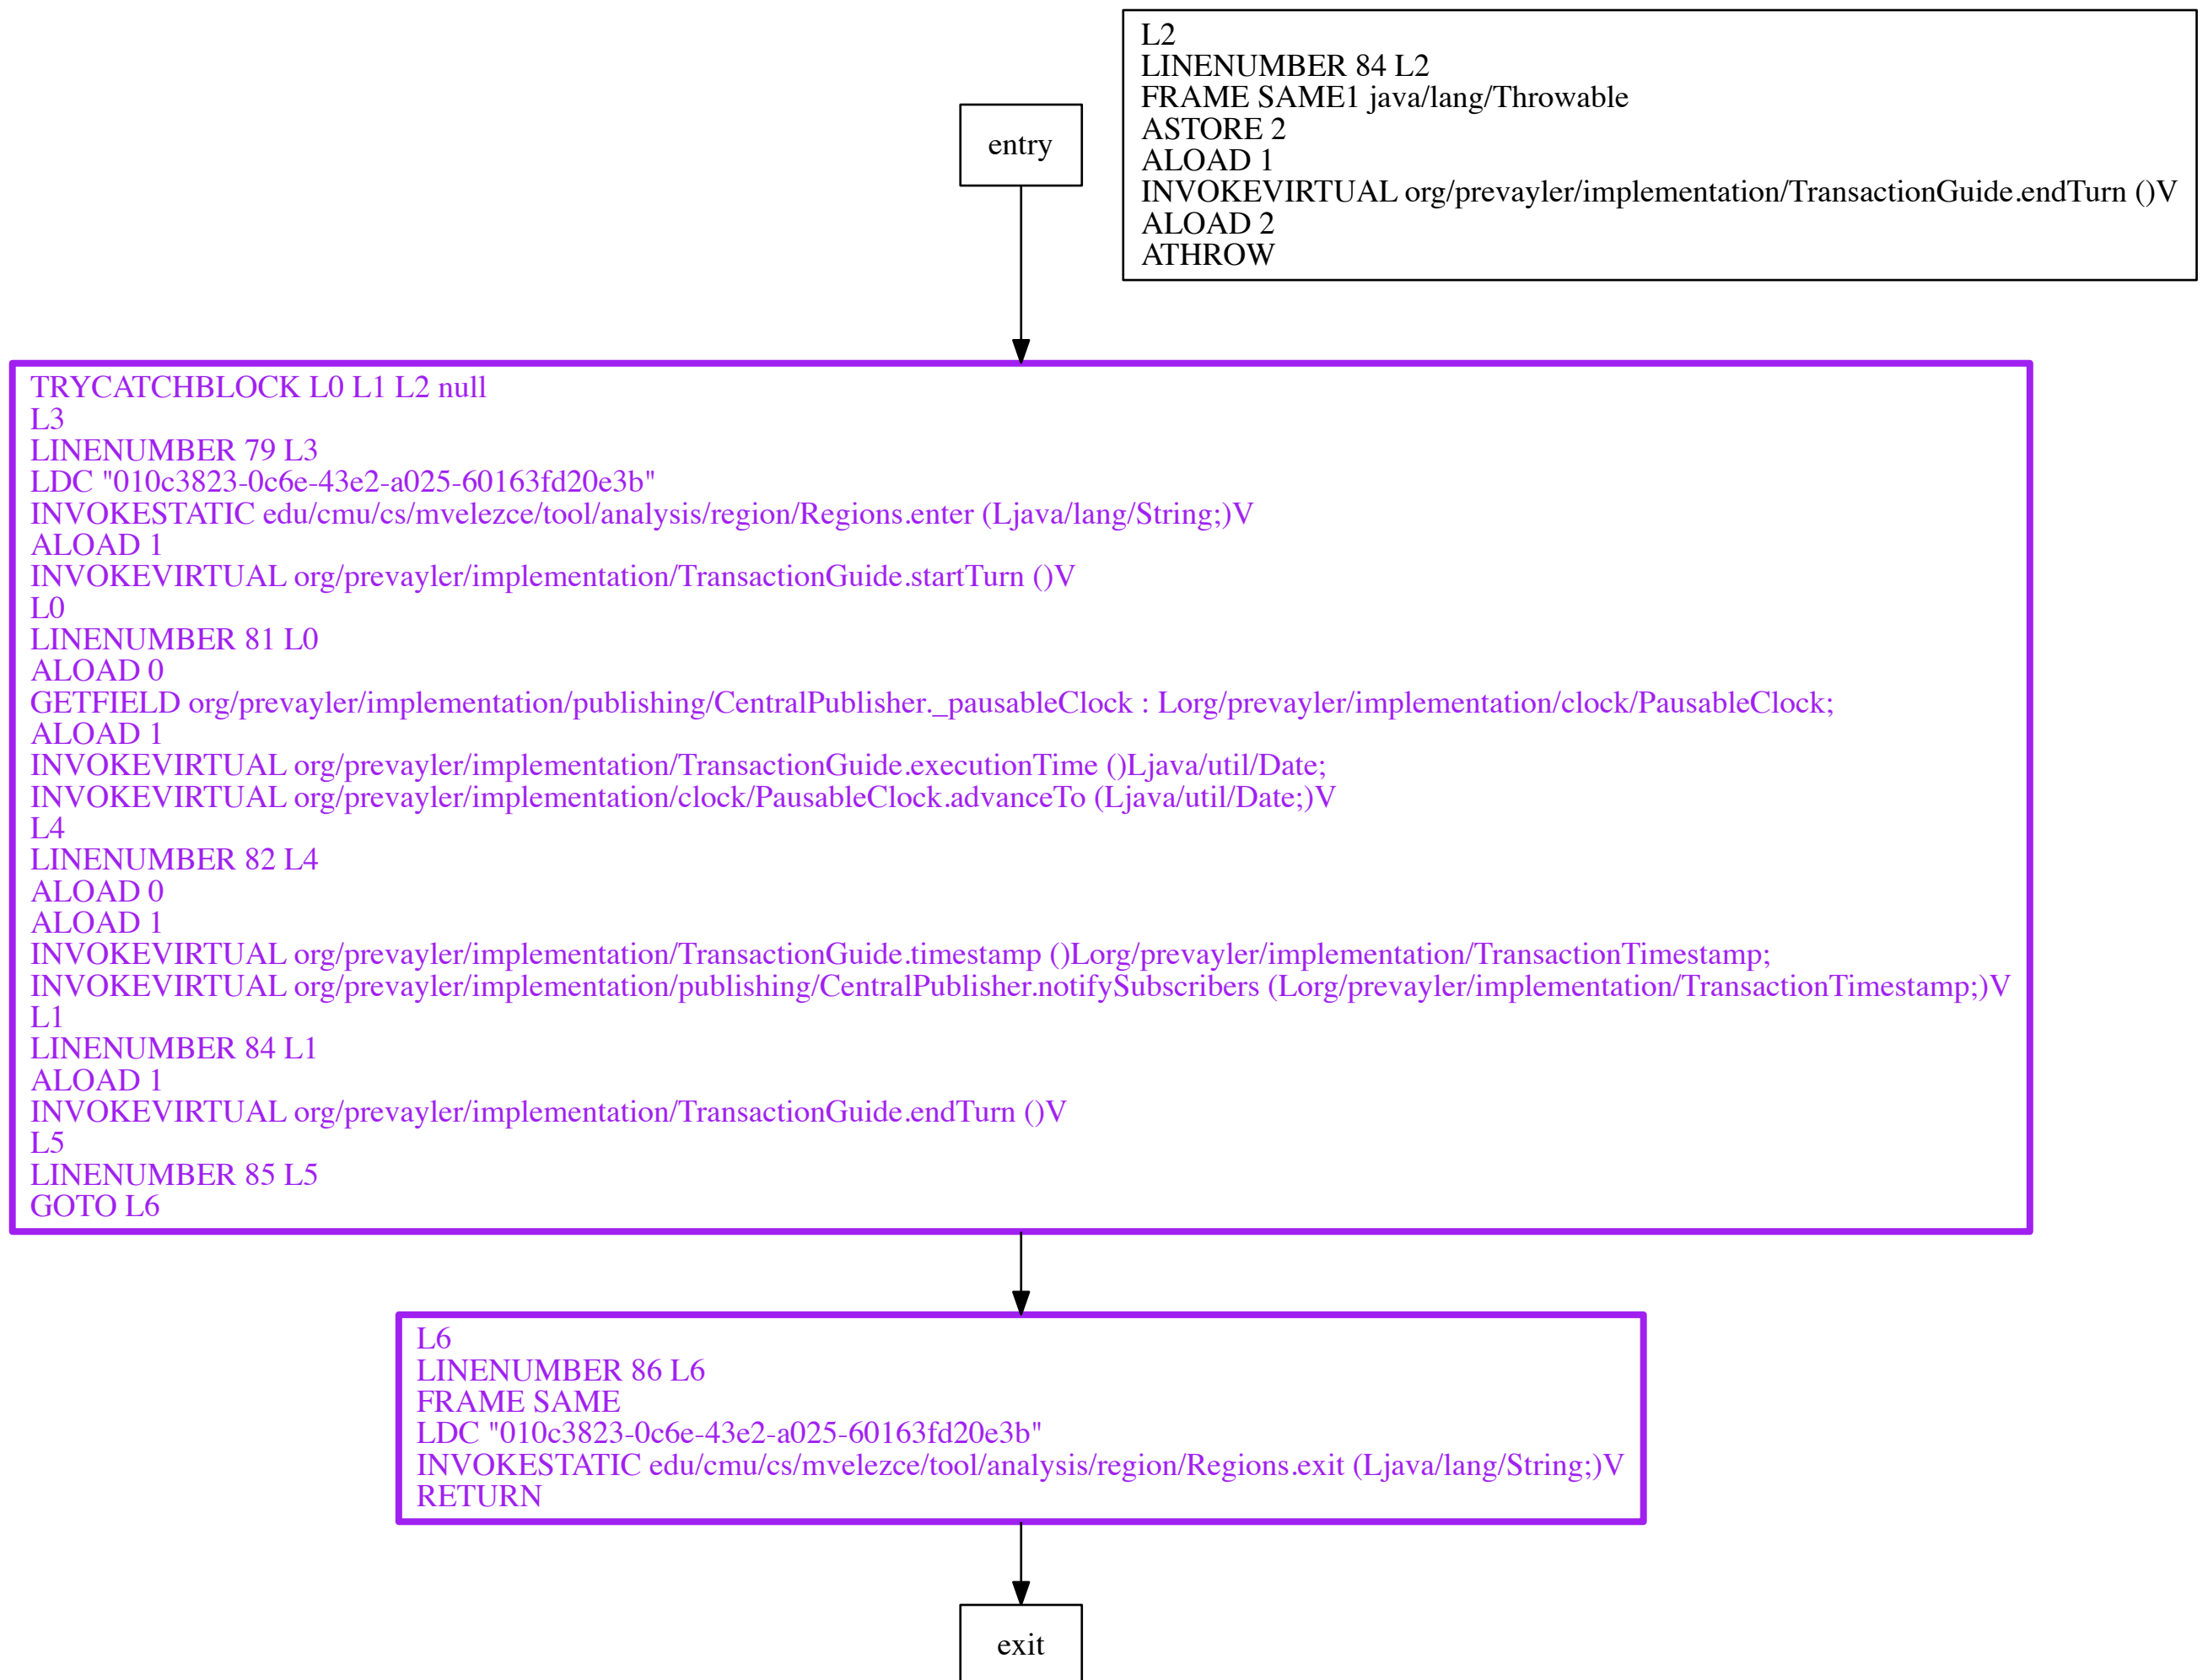 L2
LINENUMBER 84 L2
FRAME SAME1 java/lang/Throwable
ASTORE 2
ALOAD 1
INVOKEVIRTUAL org/prevayler/implementation/TransactionGuide.endTurn ()V
ALOAD 2
ATHROW
entry
TRYCATCHBLOCK L0 L1 L2 null
L3
LINENUMBER 79 L3
LDC "010c3823-0c6e-43e2-a025-60163fd20e3b"
INVOKESTATIC edu/cmu/cs/mvelezce/tool/analysis/region/Regions.enter (Ljava/lang/String;)V
ALOAD 1
INVOKEVIRTUAL org/prevayler/implementation/TransactionGuide.startTurn ()V
L0
LINENUMBER 81 L0
ALOAD 0
GETFIELD org/prevayler/implementation/publishing/CentralPublisher._pausableClock : Lorg/prevayler/implementation/clock/PausableClock;
ALOAD 1
INVOKEVIRTUAL org/prevayler/implementation/TransactionGuide.executionTime ()Ljava/util/Date;
INVOKEVIRTUAL org/prevayler/implementation/clock/PausableClock.advanceTo (Ljava/util/Date;)V
L4
LINENUMBER 82 L4
ALOAD 0
ALOAD 1
INVOKEVIRTUAL org/prevayler/implementation/TransactionGuide.timestamp ()Lorg/prevayler/implementation/TransactionTimestamp;
INVOKEVIRTUAL org/prevayler/implementation/publishing/CentralPublisher.notifySubscribers (Lorg/prevayler/implementation/TransactionTimestamp;)V
L1
LINENUMBER 84 L1
ALOAD 1
INVOKEVIRTUAL org/prevayler/implementation/TransactionGuide.endTurn ()V
L5
LINENUMBER 85 L5
GOTO L6
L6
LINENUMBER 86 L6
FRAME SAME
LDC "010c3823-0c6e-43e2-a025-60163fd20e3b"
INVOKESTATIC edu/cmu/cs/mvelezce/tool/analysis/region/Regions.exit (Ljava/lang/String;)V
RETURN
exit